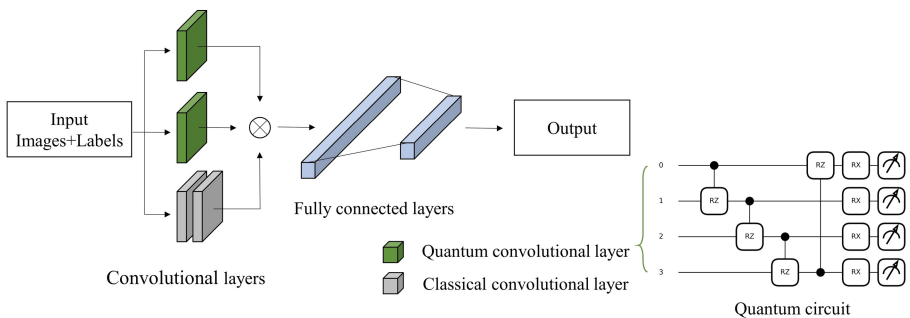 Input
Images+Labels
Convolutional layers
Fully connected layers
Output
Quantum convolutional layer
Classical convolutional layer
0
RZ
RX
1
RZ
RX
2
RZ
RX
3
RZ
RX
Quantum circuit